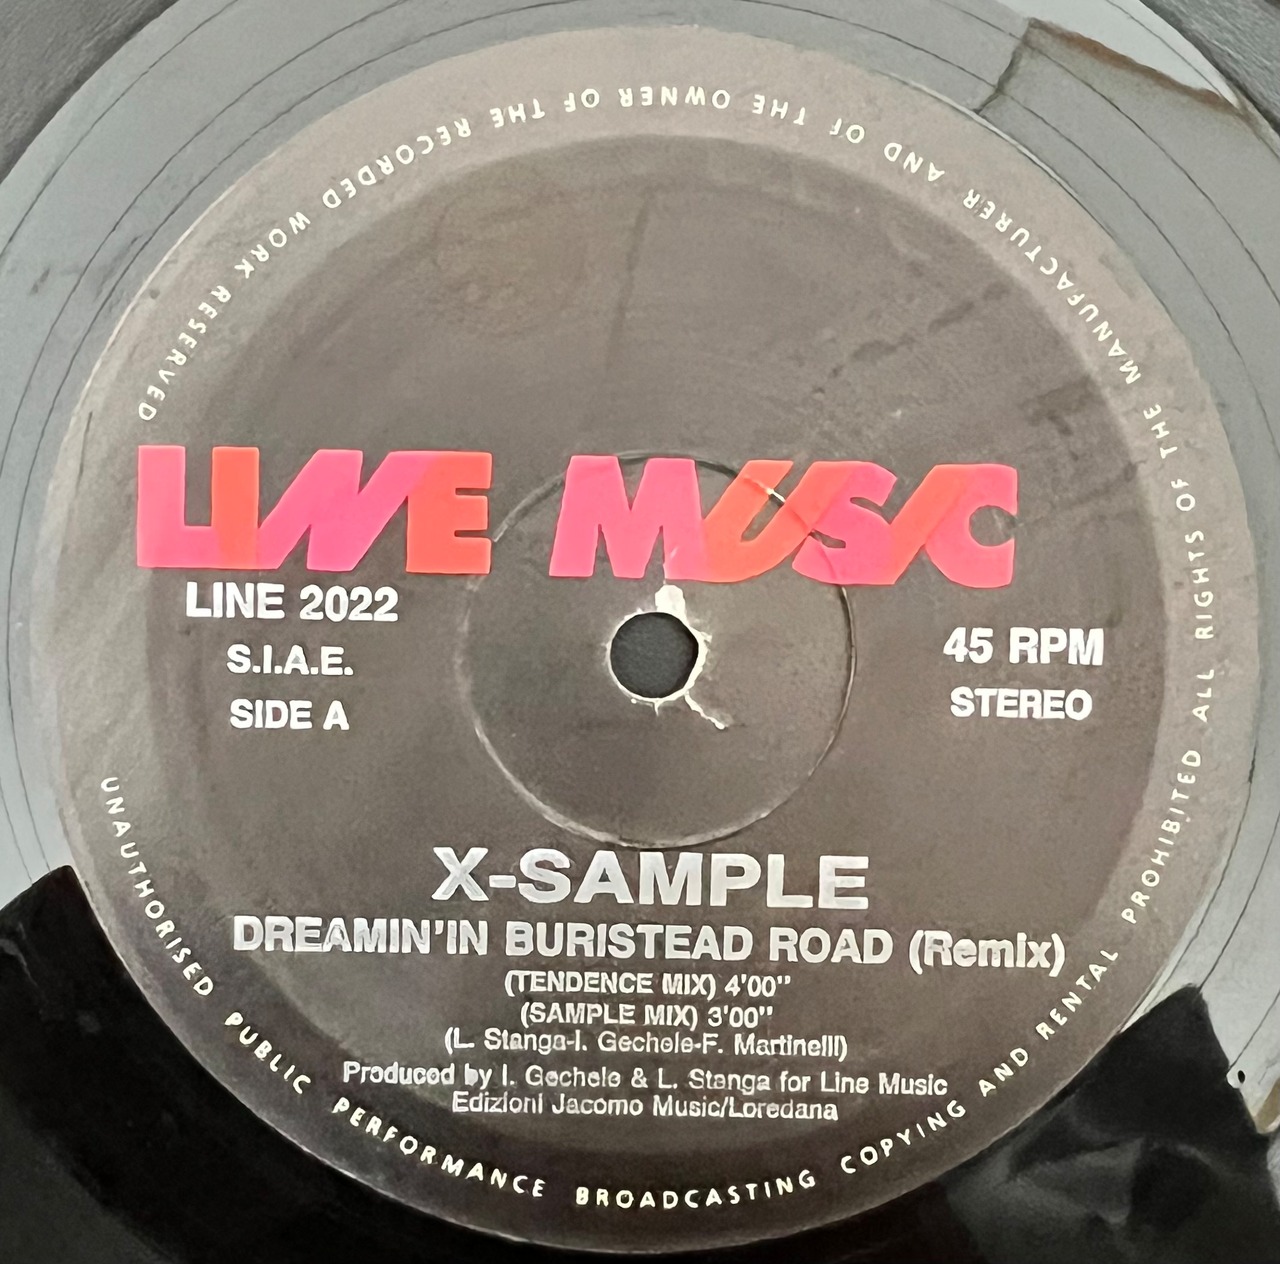 LINE MUSIC
LINE 2022
S.I.A.E.
SIDE A
45 RPM
STEREO
X-SAMPLE
DREAMIN'IN BURISTEAD ROAD (Remix)
(TENDENCE MIX) 4'00"
(SAMPLE MIX) 3'00"
(L. Stanga-I. Gechele-F. Martinelli)
Produced by I. Gechele & L. Stanga for Line Music
Edizioni Jacomo Music/Loredana
UNAUTHORISED PUBLIC PERFORMANCE BROADCASTING COPYING AND RENTAL PROHIBITED ALL RIGHTS OF THE MANUFACTURER AND OF THE OWNER OF THE RECORDED WORK RESERVED